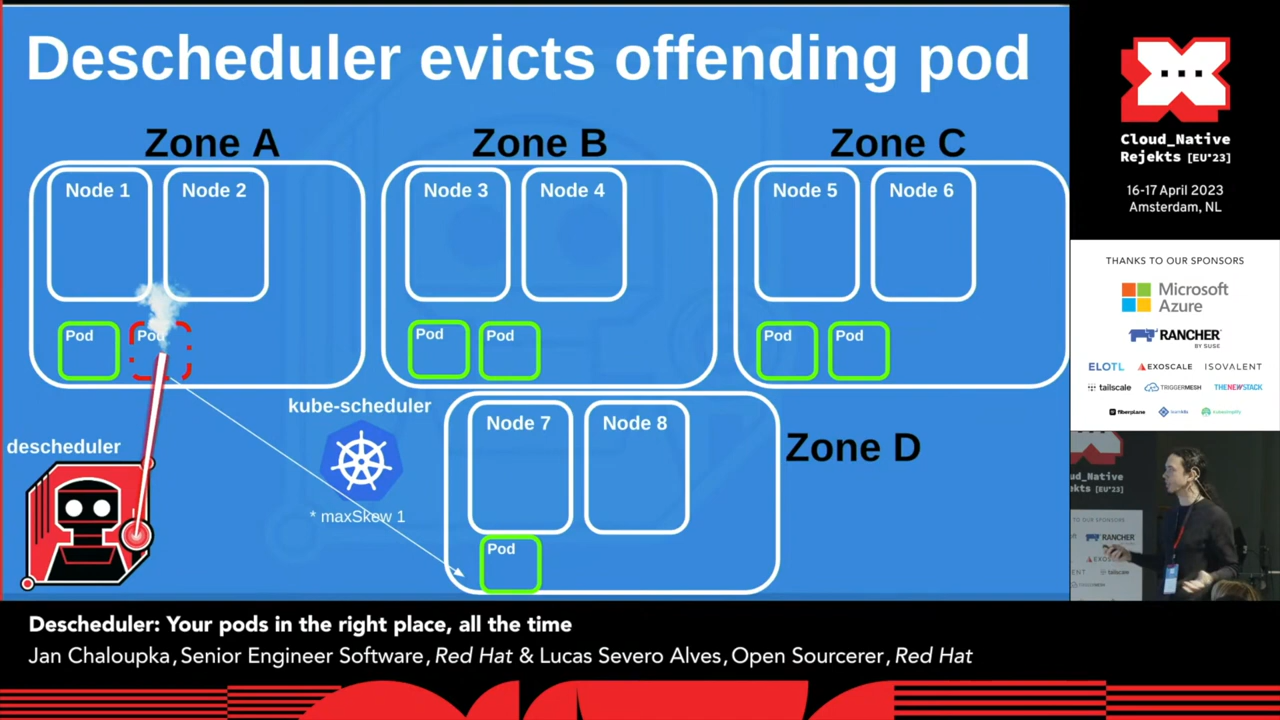 Descheduler evicts offending pod
Zone A
Zone B
Zone C
Node 1
Node 2
Node 3
Node 4
Node 5
Node 6
Pod
Pod
Pod
Pod
Pod
Pod
kube-scheduler
* maxSkew 1
descheduler
Node 7
Node 8
Zone D
Pod
Cloud_Native
Rejekts [EU"23]
16-17 April 2023
Amsterdam, NL
THANKS TO OUR SPONSORS
Microsoft
Azure
RANCHER
BY SUSE
ELOTL
EXOSCALE
ISOVALENT
tailscale
TRIGGERMESH
THENEWSTACK
fiberplane
Descheduler: Your pods in the right place, all the time
Jan Chaloupka, Senior Engineer Software, Red Hat & Lucas Severo Alves, Open Sourcerer, Red Hat